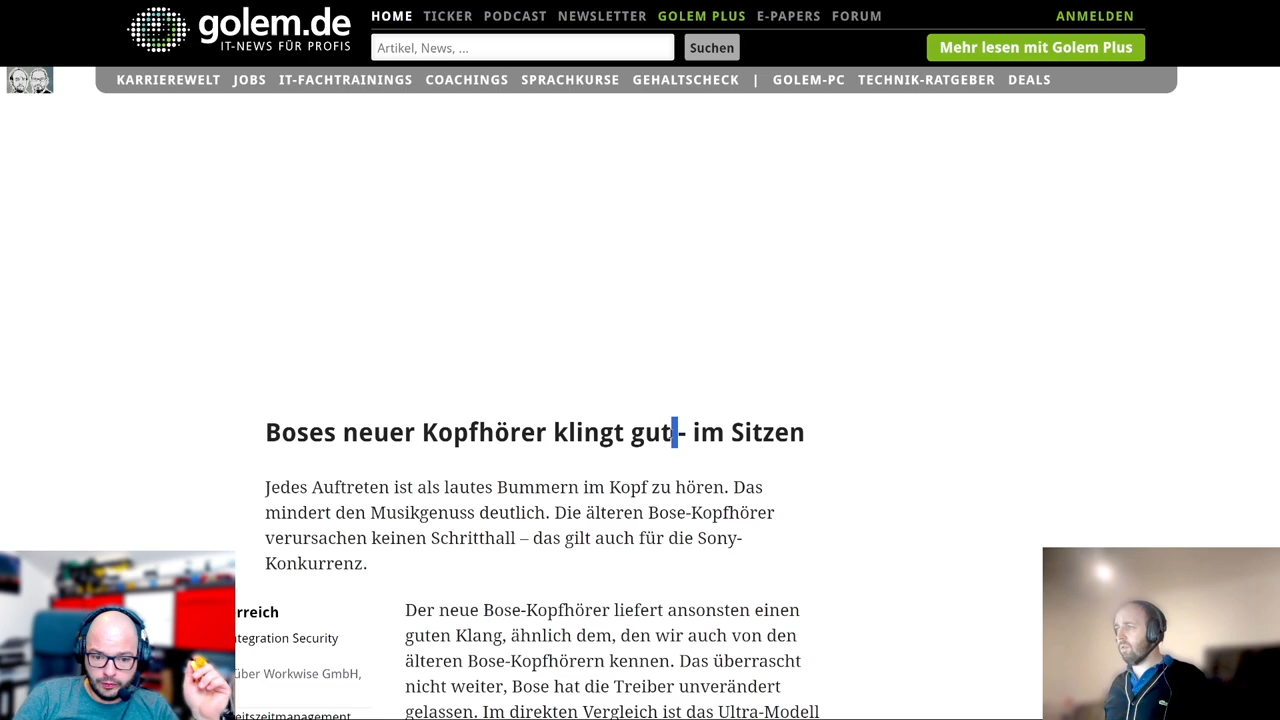 golem.de
IT-NEWS FÜR PROFIS
HOME TICKER PODCAST NEWSLETTER GOLEM PLUS E-PAPERS FORUM
ANMELDEN
Artikel, News, ...
Suchen
Mehr lesen mit Golem Plus
KARRIEREWELT JOBS IT-FACHTRAININGS COACHINGS SPRACHKURSE GEHALTSCHECK | GOLEM-PC TECHNIK-RATGEBER DEALS
Boses neuer Kopfhörer klingt gut - im Sitzen
Jedes Auftreten ist als lautes Bummern im Kopf zu hören. Das
mindert den Musikgenuss deutlich. Die älteren Bose-Kopfhörer
verursachen keinen Schritthall – das gilt auch für die Sony-
Konkurrenz.
rreich
ntegration Security
über Workwise GmbH,
eitszeitmanagement
Der neue Bose-Kopfhörer liefert ansonsten einen
guten Klang, ähnlich dem, den wir auch von den
älteren Bose-Kopfhörern kennen. Das überrascht
nicht weiter, Bose hat die Treiber unverändert
gelassen. Im direkten Vergleich ist das Ultra-Modell